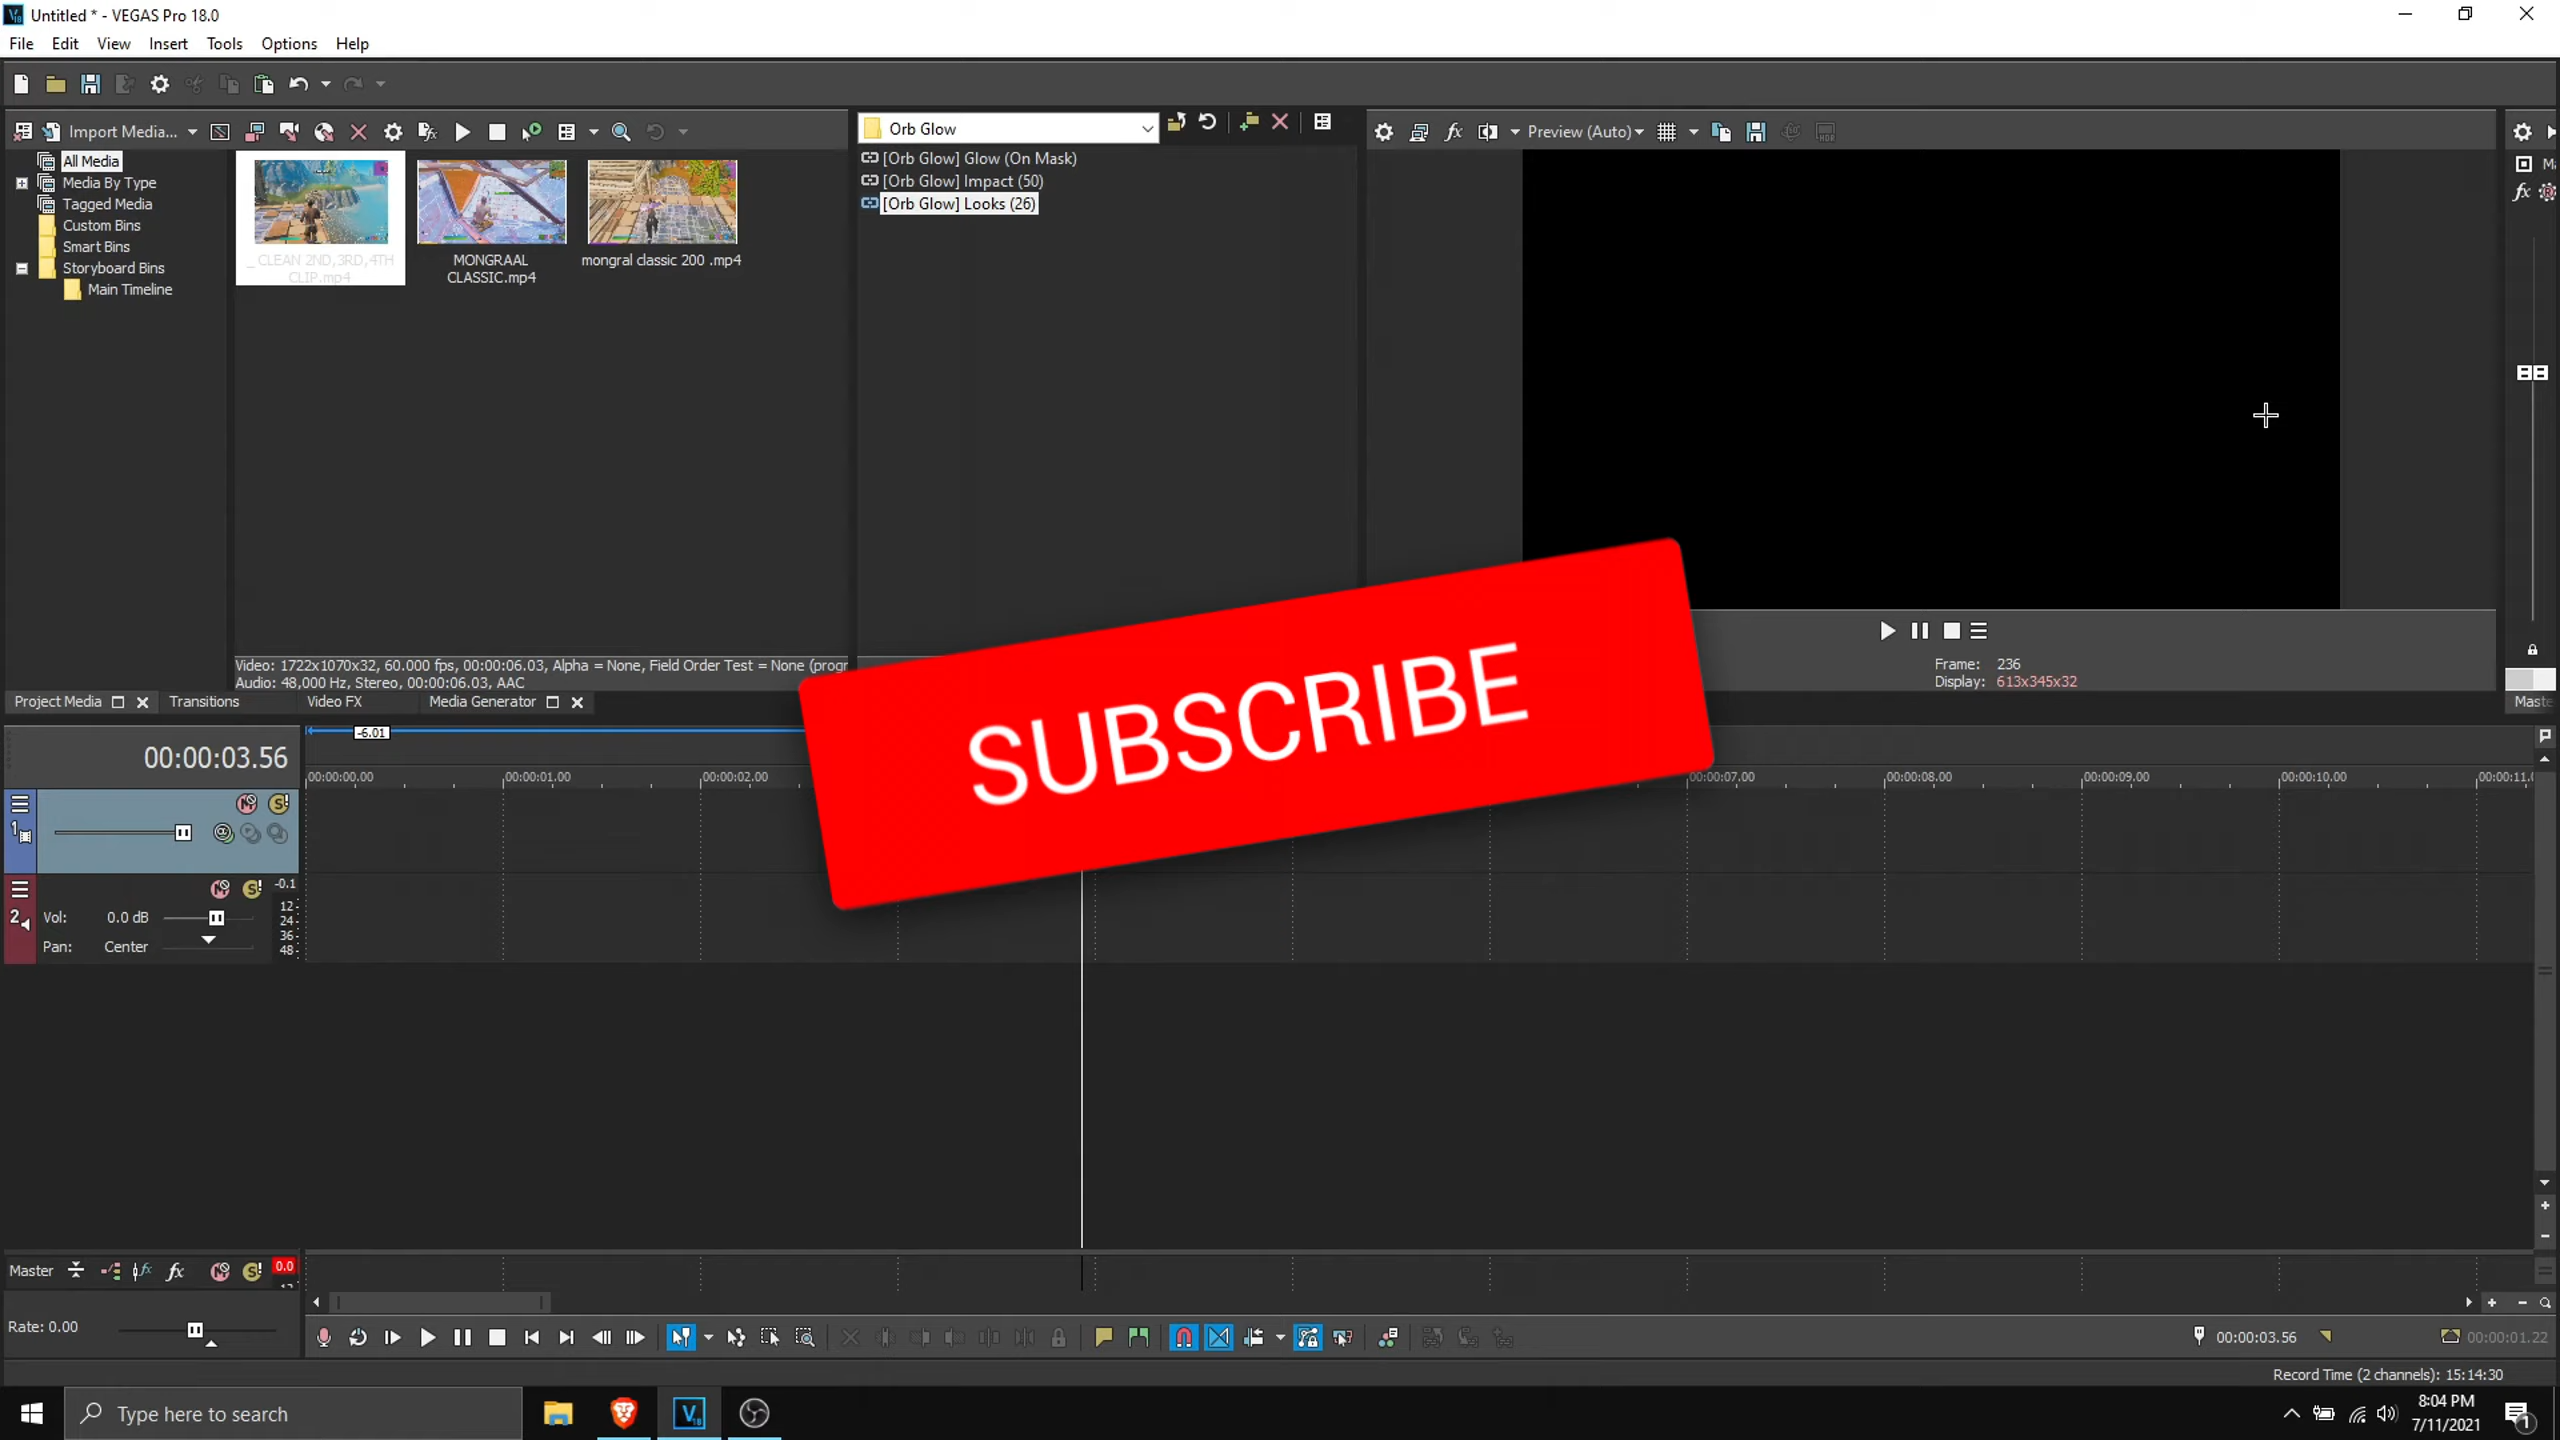 Untitled * - VEGAS Pro 18.0
File Edit View Insert Tools Options Help
Import Media...
Orb Glow
Preview (Auto)
All Media
Media By Type
Tagged Media
Custom Bins
Smart Bins
Storyboard Bins
Main Timeline
_ CLEAN 2ND,3RD,4TH
CLIP.mp4
MONGRAAL
CLASSIC.mp4
mongral classic 200 .mp4
[Orb Glow] Glow (On Mask)
[Orb Glow] Impact (50)
[Orb Glow] Looks (26)
Video: 1722x1070x32, 60.000 fps, 00:00:06.03, Alpha = None, Field Order Test = None (progr
Audio: 48,000 Hz, Stereo, 00:00:06.03, AAC
Frame: 236
Display: 613x345x32
Project Media Transitions Video FX Media Generator
Maste
SUBSCRIBE
00:00:03.56
-6.01
00:00:00.00 00:00:01.00 00:00:02.00 00:00:07.00 00:00:08.00 00:00:09.00 00:00:10.00 00:00:11.0
1
2
Vol: 0.0 dB
Pan: Center
-0.1
12
24
36
48
Master
0.0
Rate: 0.00
00:00:03.56
00:00:01.22
Record Time (2 channels): 15:14:30
Type here to search
8:04 PM
7/11/2021
1